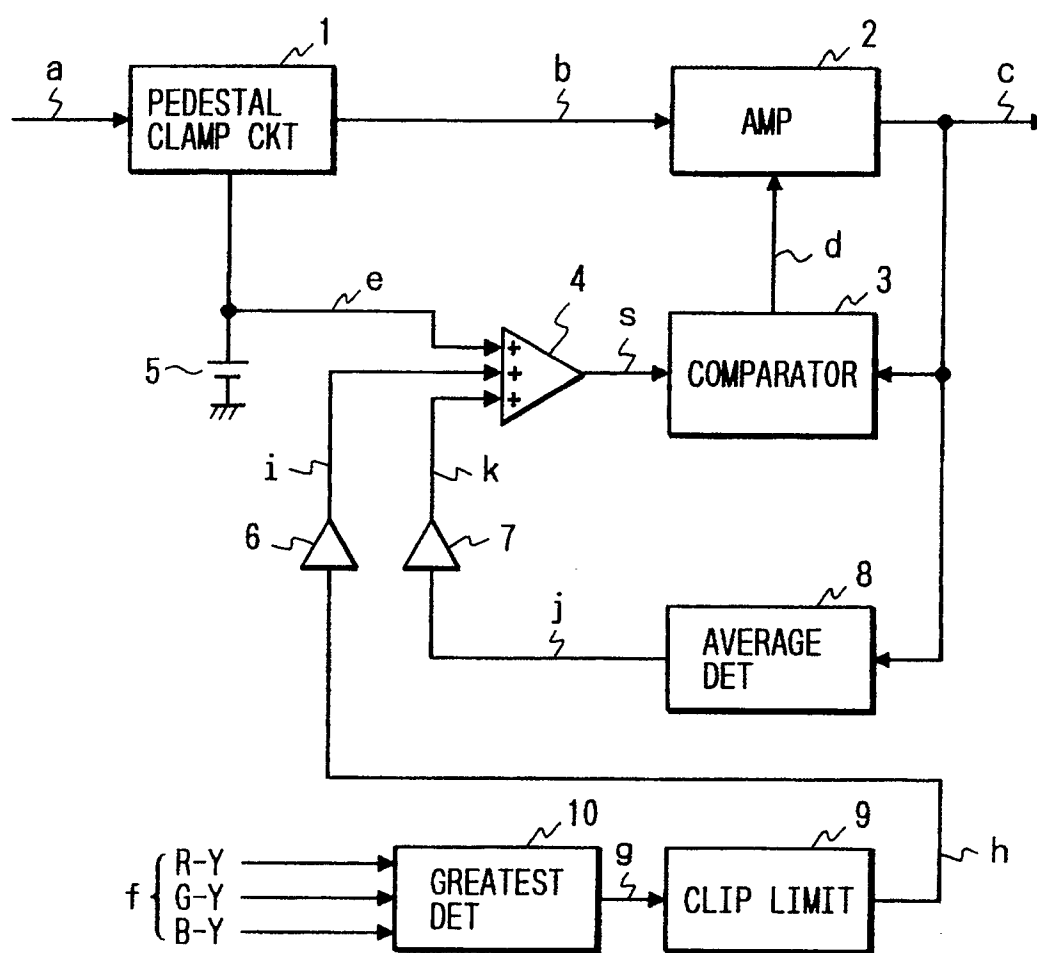 1
2
a
b
c
PEDESTAL
CLAMP CKT
AMP
d
e
4
3
s
5
+
+
+
COMPARATOR
i
k
6
7
8
j
AVERAGE
DET
10
9
f
R-Y
G-Y
B-Y
g
h
GREATEST
DET
CLIP LIMIT